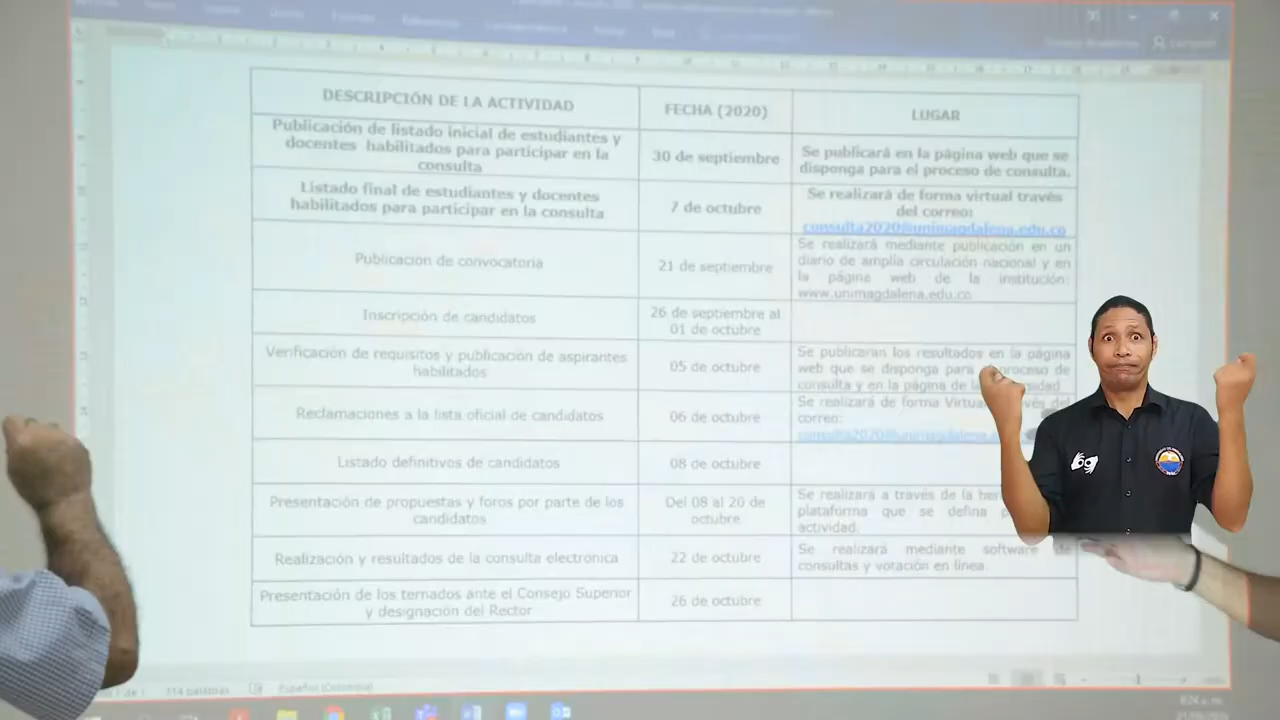 DESCRIPCIÓN DE LA ACTIVIDAD
FECHA (2020)
LUGAR
Publicación de listado inicial de estudiantes y
docentes habilitados para participar en la
consulta
30 de septiembre
Se publicará en la página web que se
disponga para el proceso de consulta.
Listado final de estudiantes y docentes
habilitados para participar en la consulta
7 de octubre
Se realizará de forma virtual través
del correo:
consulta2020@unimagdalena.edu.co
Publicacion de convocatoria
21 de septiembre
Se realizará mediante publicación en un
diario de amplia circulación nacional y en
la página web de la institución:
www.unimagdalena.edu.co
Inscripción de candidatos
26 de septiembre al
01 de octubre
Verificación de requisitos y publicación de aspirantes
habilitados
05 de octubre
Se publicaran los resultados en la página
web que se disponga para proceso de
consulta y en la página de la
Reclamaciones a la lista oficial de candidatos
06 de octubre
Se realizará de forma Virtual través del
correo:
Listado definitivos de candidatos
08 de octubre
Presentación de propuestas y foros por parte de los
candidatos
Del 08 al 20 de
octubre
Se realizará a través de la
plataforma que se defina
actividad.
Realización y resultados de la consulta electronica
22 de octubre
Se realizará mediante software de
consultas y votación en linea.
Presentación de los ternados ante el Consejo Superior
y designación del Rector
26 de octubre
114 palabras
Español (Colombia)